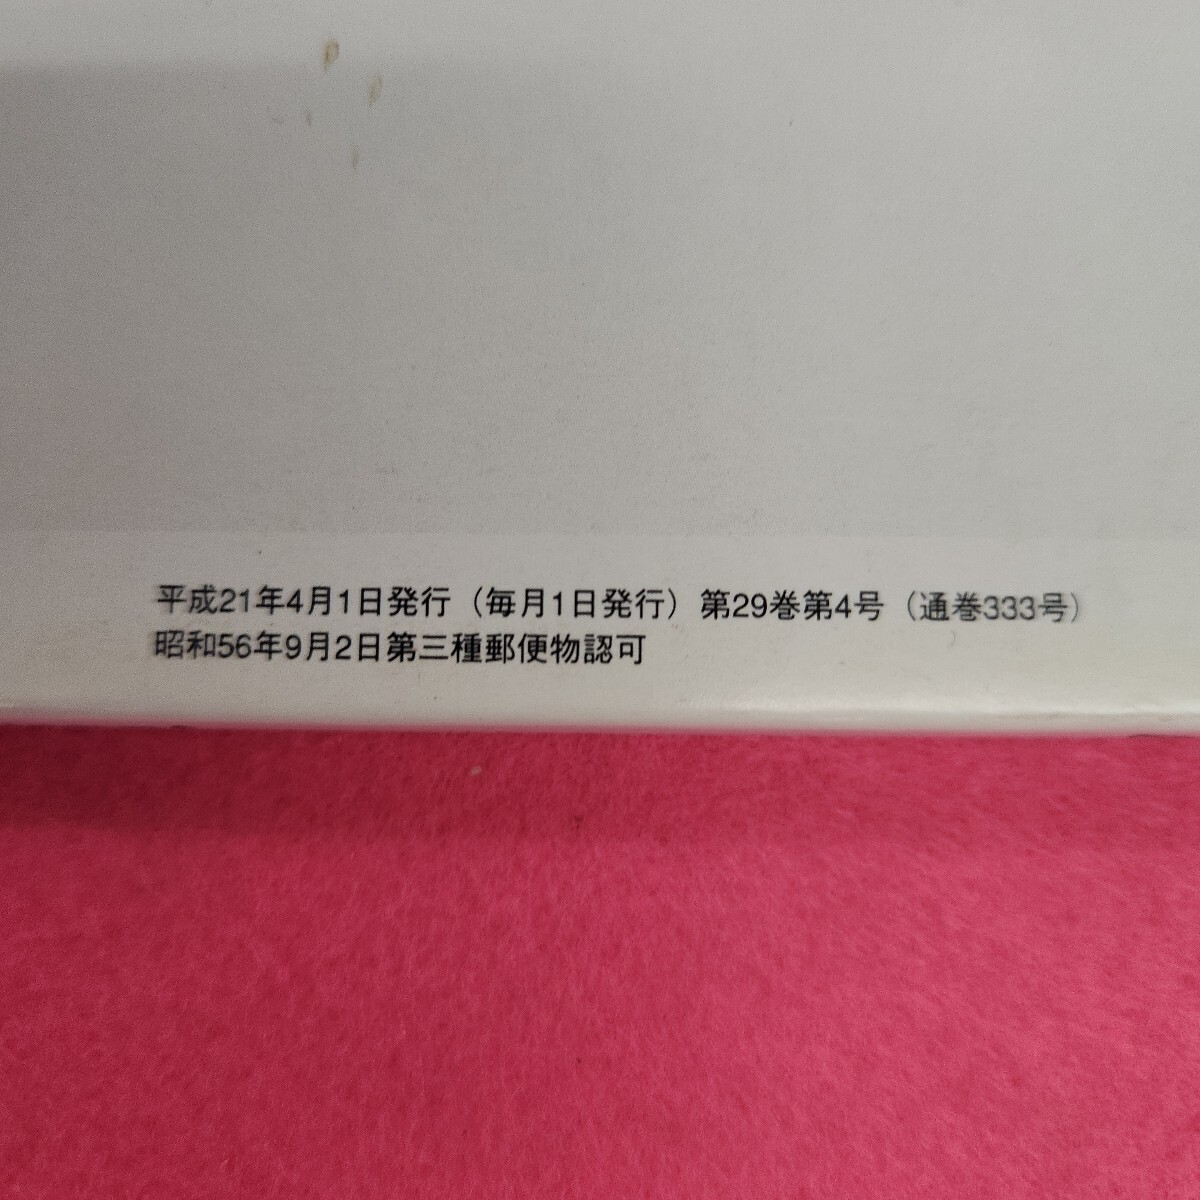 平成21年4月1日発行（毎月1日発行）第29巻第4号（通巻333号）
昭和56年9月2日第三種郵便物認可